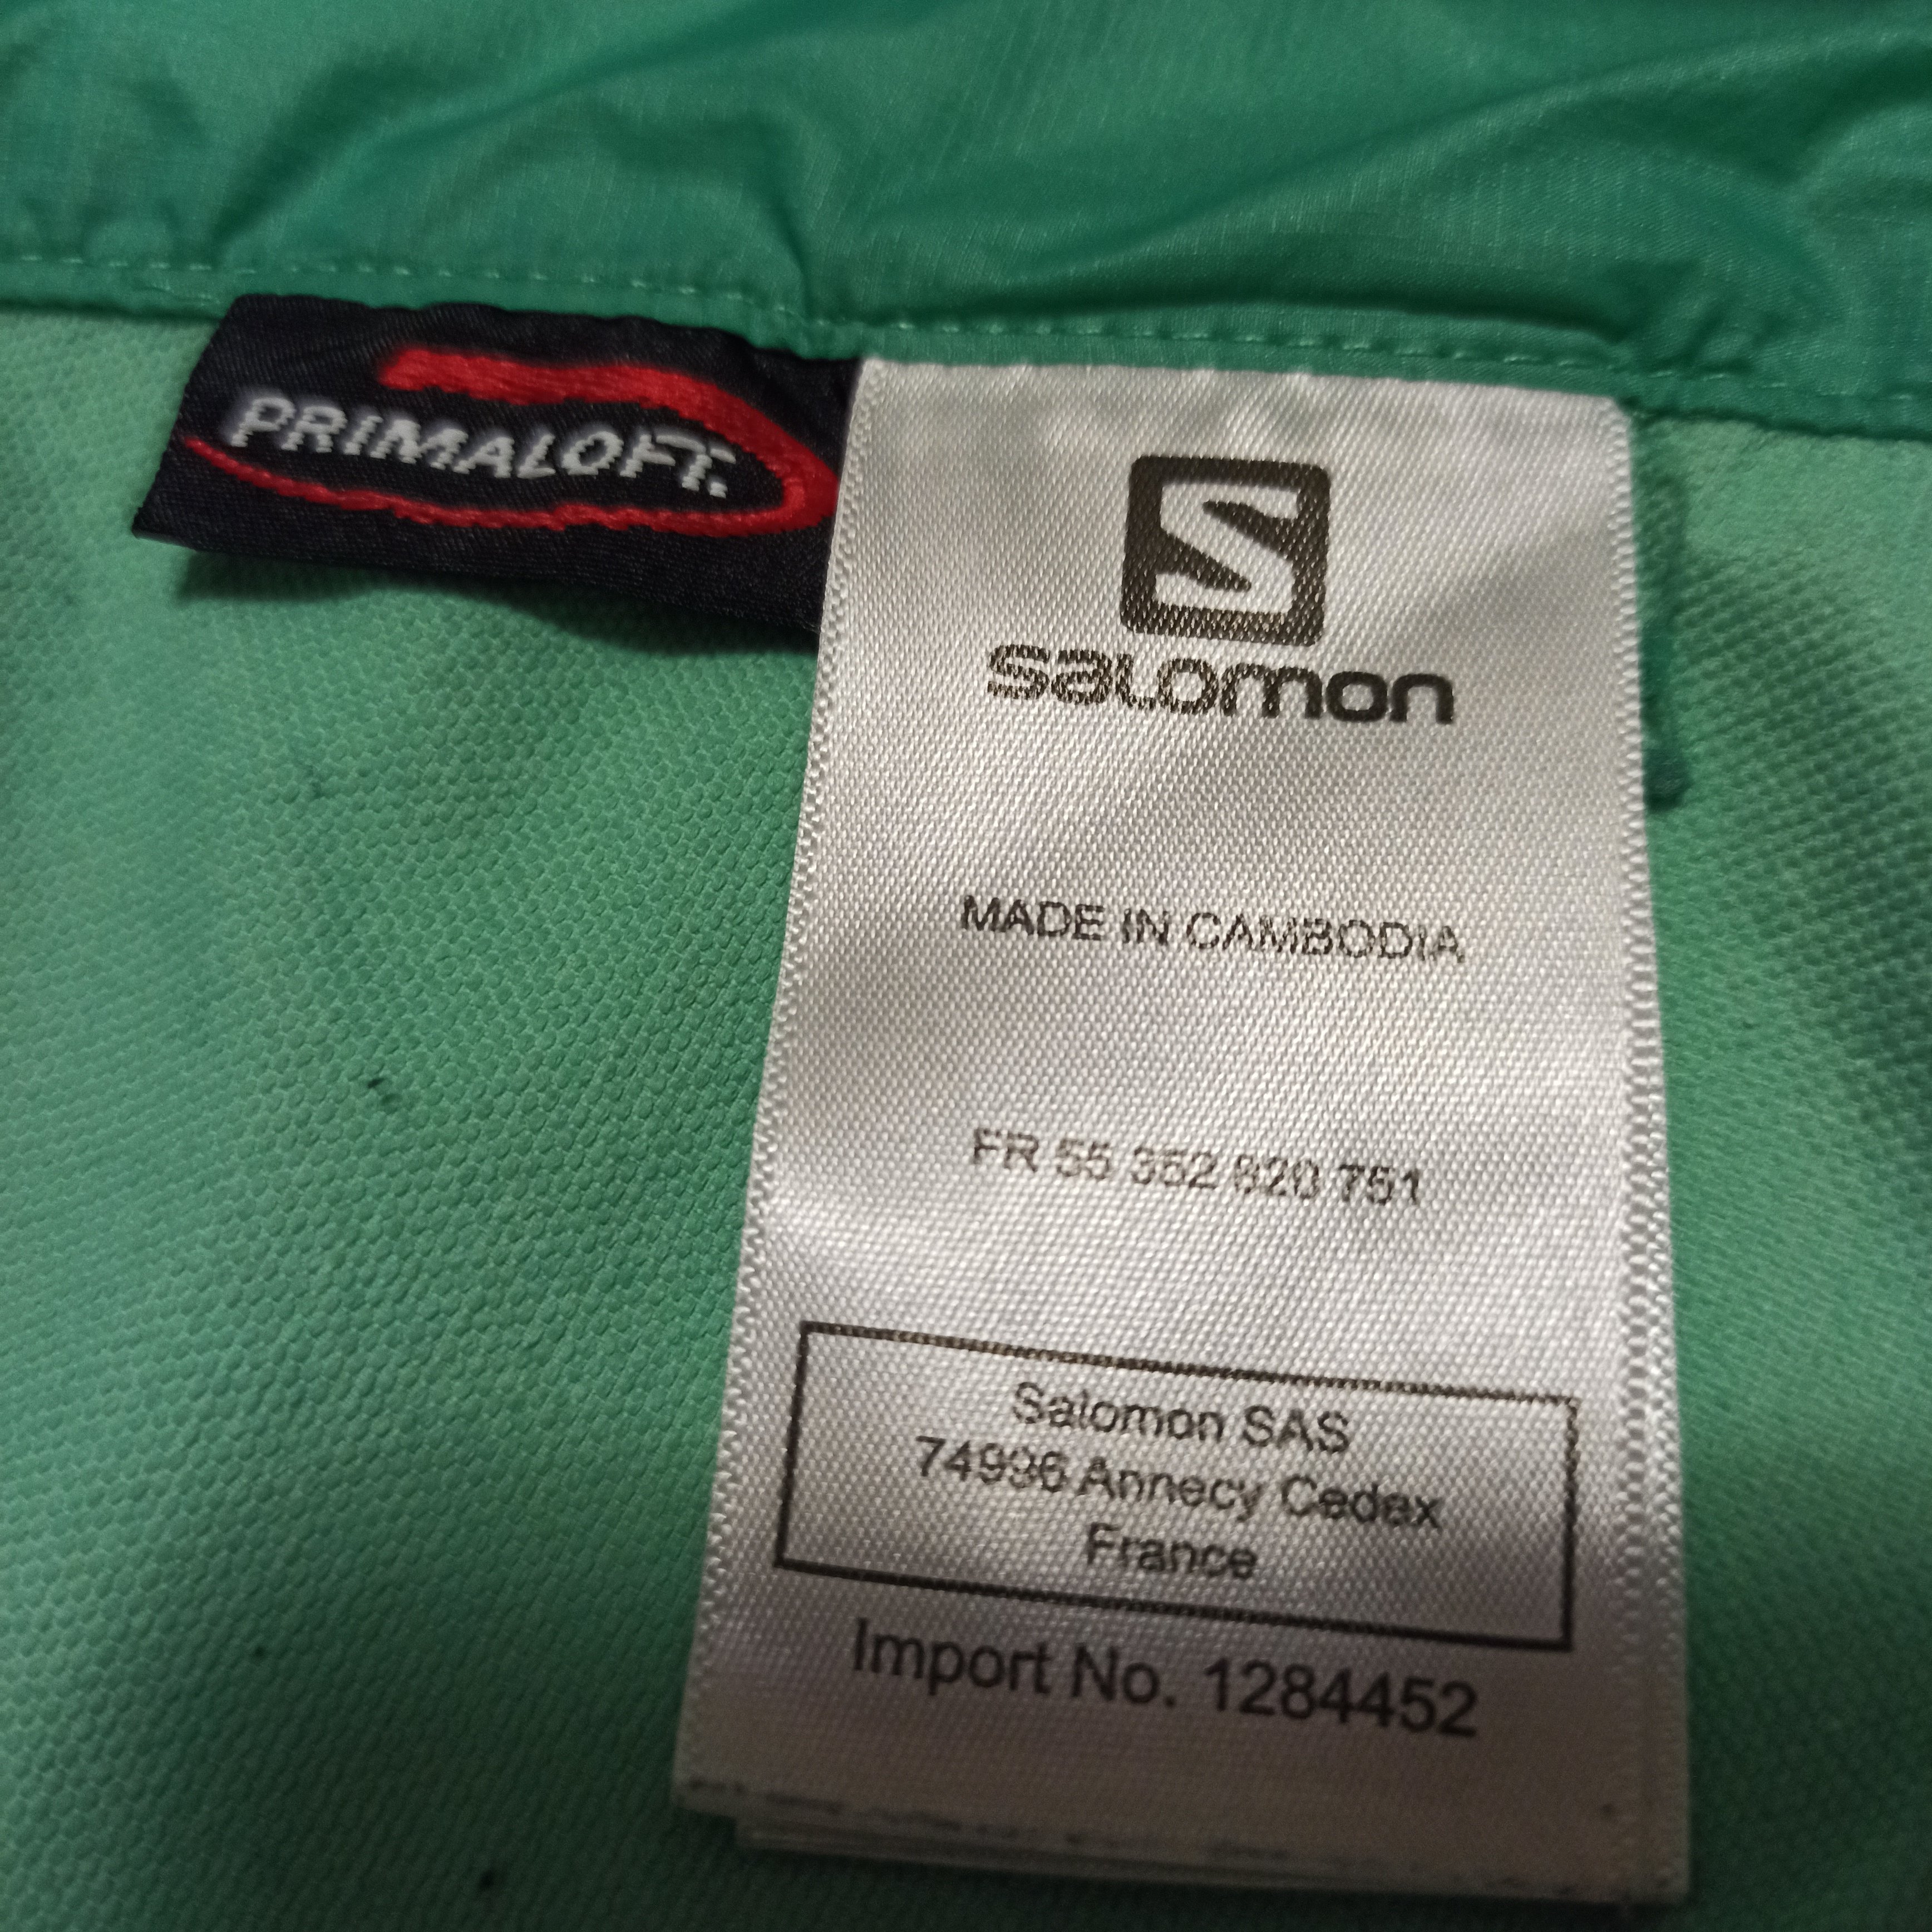 PRIMALOFT.
S
salomon
MADE IN CAMBODIA
FR 55 352 820 751
Salomon SAS
74996 Annecy Cedex
France
Import No. 1284452